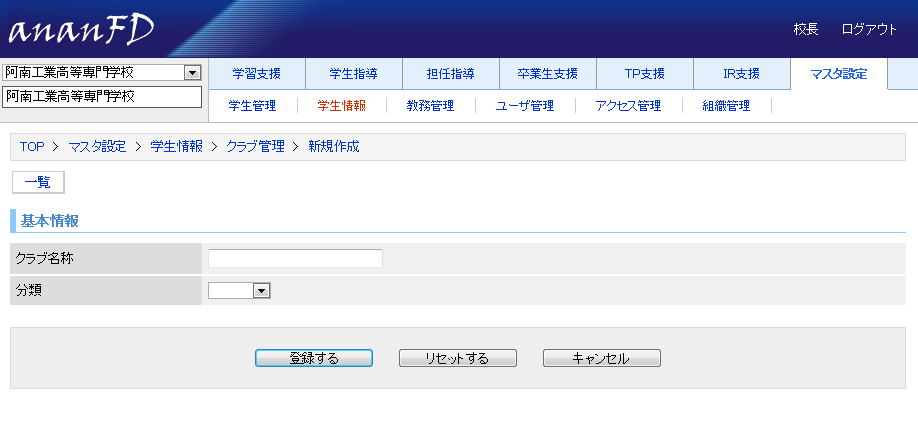 ananFD
校長 ログアウト
阿南工業高等専門学校
学習支援 学生指導 担任指導 卒業生支援 TP支援 IR支援 マスタ設定
阿南工業高等専門学校
学生管理 学生情報 教務管理 ユーザ管理 アクセス管理 組織管理
TOP > マスタ設定 > 学生情報 > クラブ管理 > 新規作成
一覧
基本情報
クラブ名称
分類
登録する リセットする キャンセル